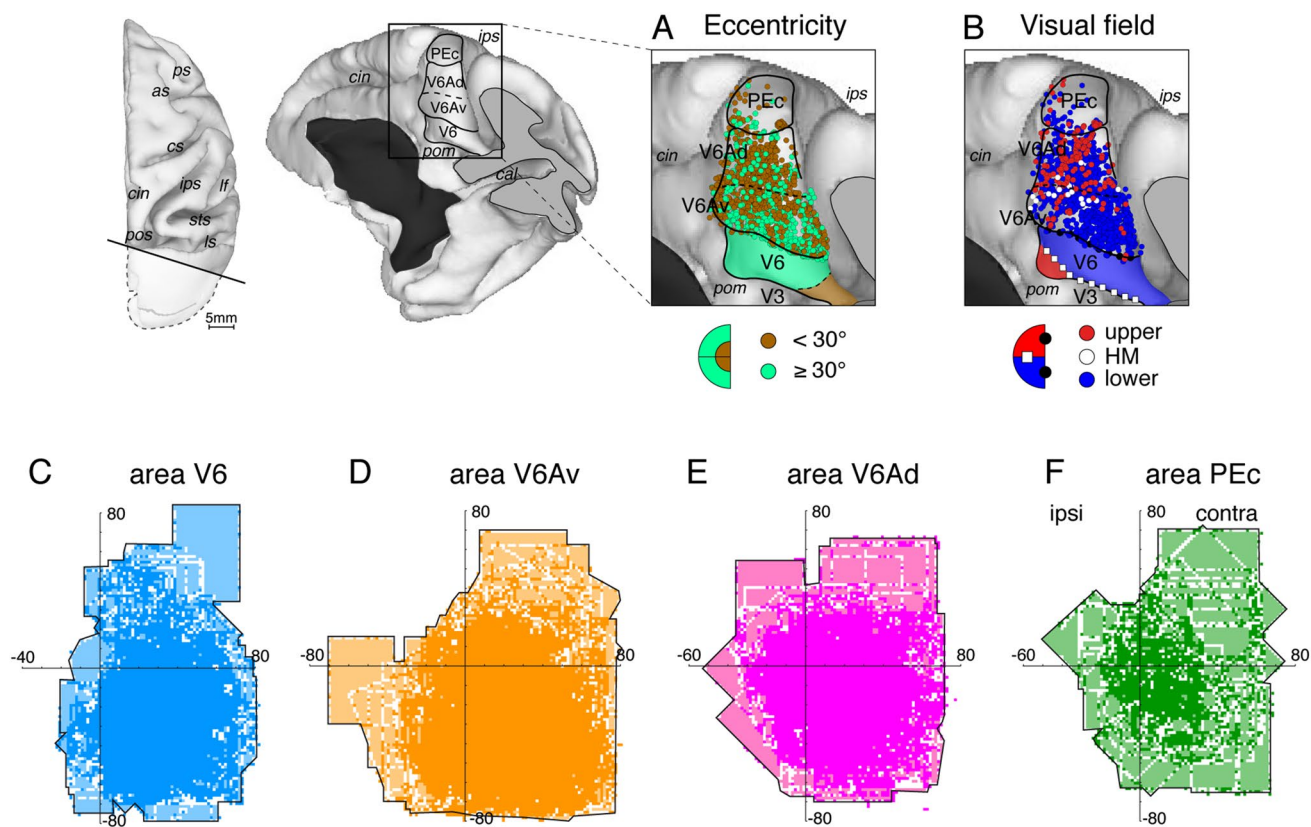 A Eccentricity
B Visual field
ps
as
cs
cin
ips
lf
sts
pos
ls
5mm
ips
cin
PEc
V6Ad
V6Av
V6
pom
cal
PEc
ips
cin
V6Ad
V6Av
V6
pom
V3
PEc
ips
cin
V6Ad
V6Av
V6
pom
V3
< 30°
≥ 30°
upper
HM
lower
C area V6
D area V6Av
E area V6Ad
F area PEc
80
-40
80
-80
80
-80
80
-80
80
-60
80
-80
ipsi
80
contra
-60
80
-80